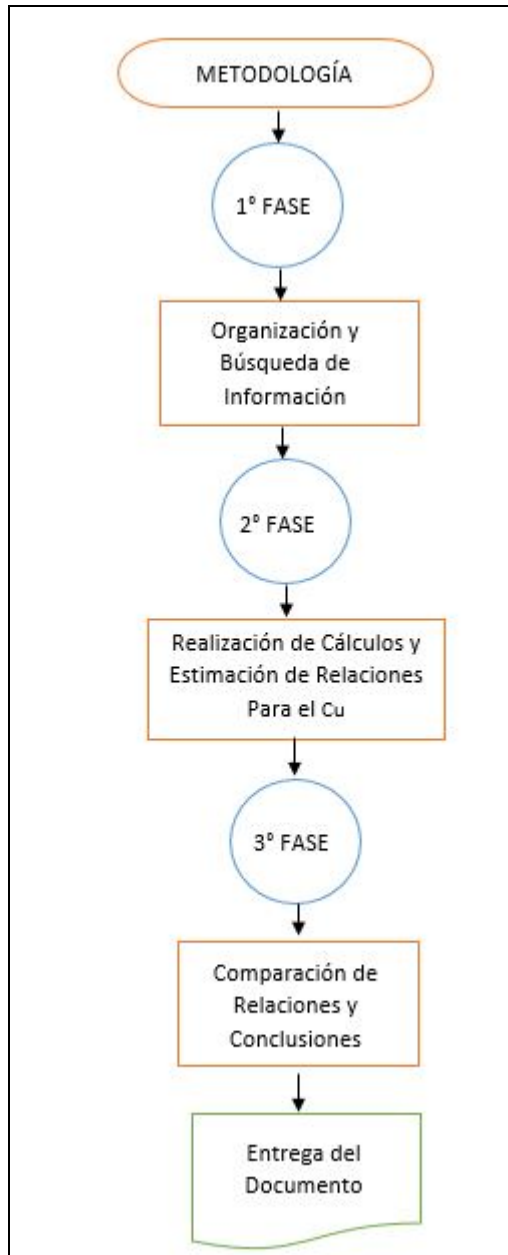 METODOLOGÍA
1° FASE
Organización y
Búsqueda de
Información
2° FASE
Realización de Cálculos y
Estimación de Relaciones
Para el Cu
3° FASE
Comparación de
Relaciones y
Conclusiones
Entrega del
Documento